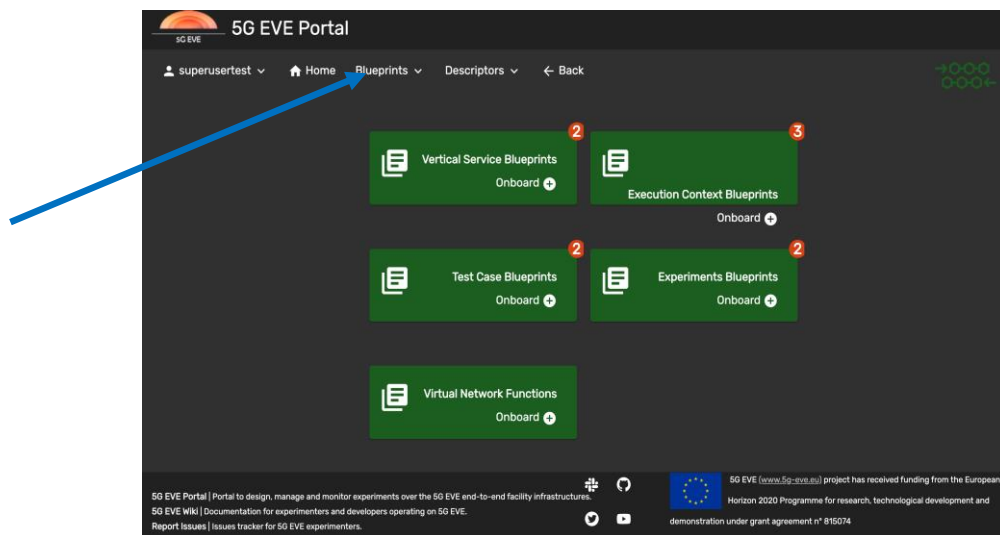 5G EVE
5G EVE Portal
superusertest
Home
Blueprints
Descriptors
Back
2
Vertical Service Blueprints
Onboard
3
Execution Context Blueprints
Onboard
2
Test Case Blueprints
Onboard
2
Experiments Blueprints
Onboard
Virtual Network Functions
Onboard
5G EVE Portal | Portal to design, manage and monitor experiments over the 5G EVE end-to-end facility infrastructures.
5G EVE Wiki | Documentation for experimenters and developers operating on 5G EVE.
Report Issues | Issues tracker for 5G EVE experimenters.
5G EVE (www.5g-eve.eu) project has received funding from the European
Horizon 2020 Programme for research, technological development and
demonstration under grant agreement n° 815074